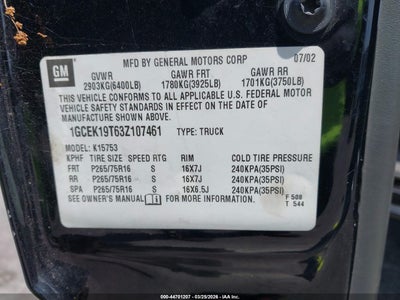 GM
MFD BY GENERAL MOTORS CORP 07/02
GVWR GAWR FRT GAWR RR
2903KG(6400LB) 1780KG(3925LB) 1701KG(3750LB)
THIS VEHICLE CONFORMS TO ALL APPLICABLE U.S. FEDERAL MOTOR
VEHICLE SAFETY STANDARDS IN EFFECT ON THE DATE OF
MANUFACTURE SHOWN ABOVE.
1GCEK19T63Z107461 TYPE: TRUCK
MODEL: K15753
KPHF TIRE SIZE SPEED RTG RIM COLD TIRE PRESSURE
FRT P265/75R16 S 16X7J 240KPA(35PSI)
RR P265/75R16 S 16X7J 240KPA(35PSI)
SPA P265/75R16 S 16X6.5J 240KPA(35PSI)
SEE OWNER'S MANUAL FOR MORE INFORMATION. F 508
T 544
000-44701207 - 03/25/2026 - IAA Inc.